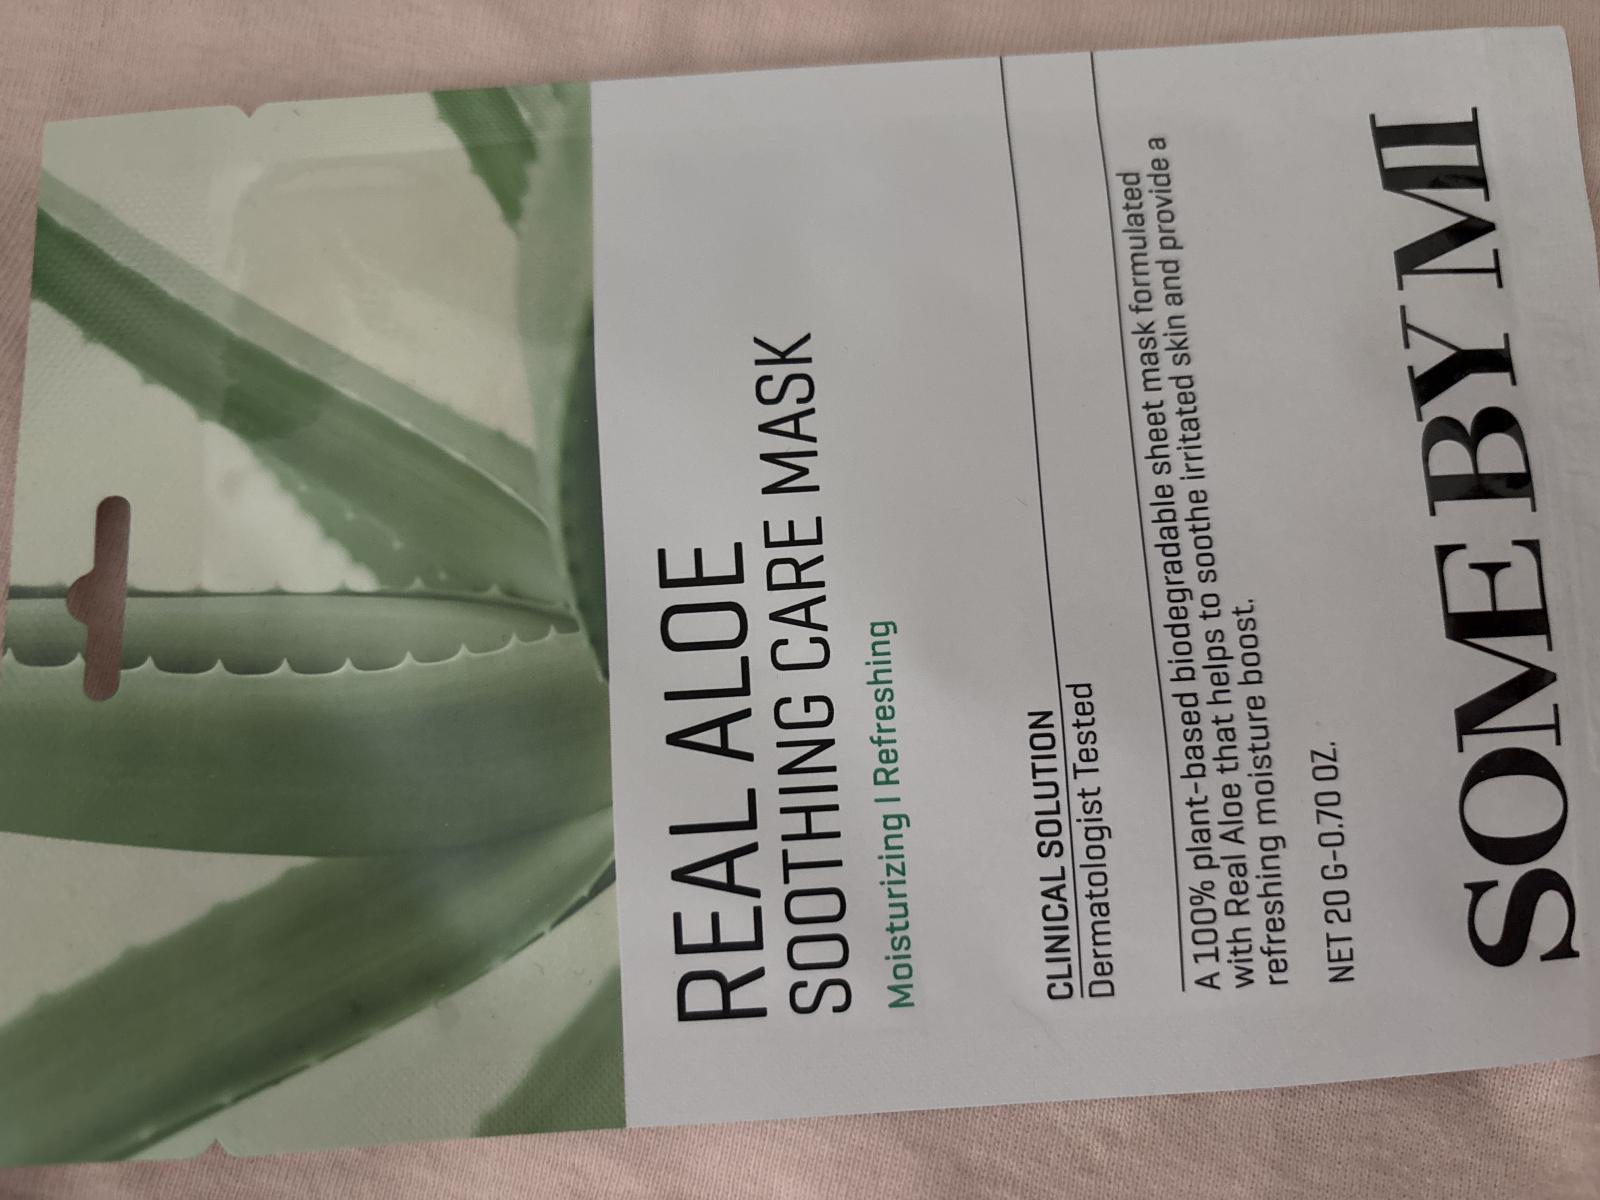 REAL ALOE
SOOTHING CARE MASK
Moisturizing | Refreshing
CLINICAL SOLUTION
Dermatologist Tested
A 100% plant-based biodegradable sheet mask formulated
with Real Aloe that helps to soothe irritated skin and provide a
refreshing moisture boost.
NET 20 G-0.70 OZ.
SOME BY MI